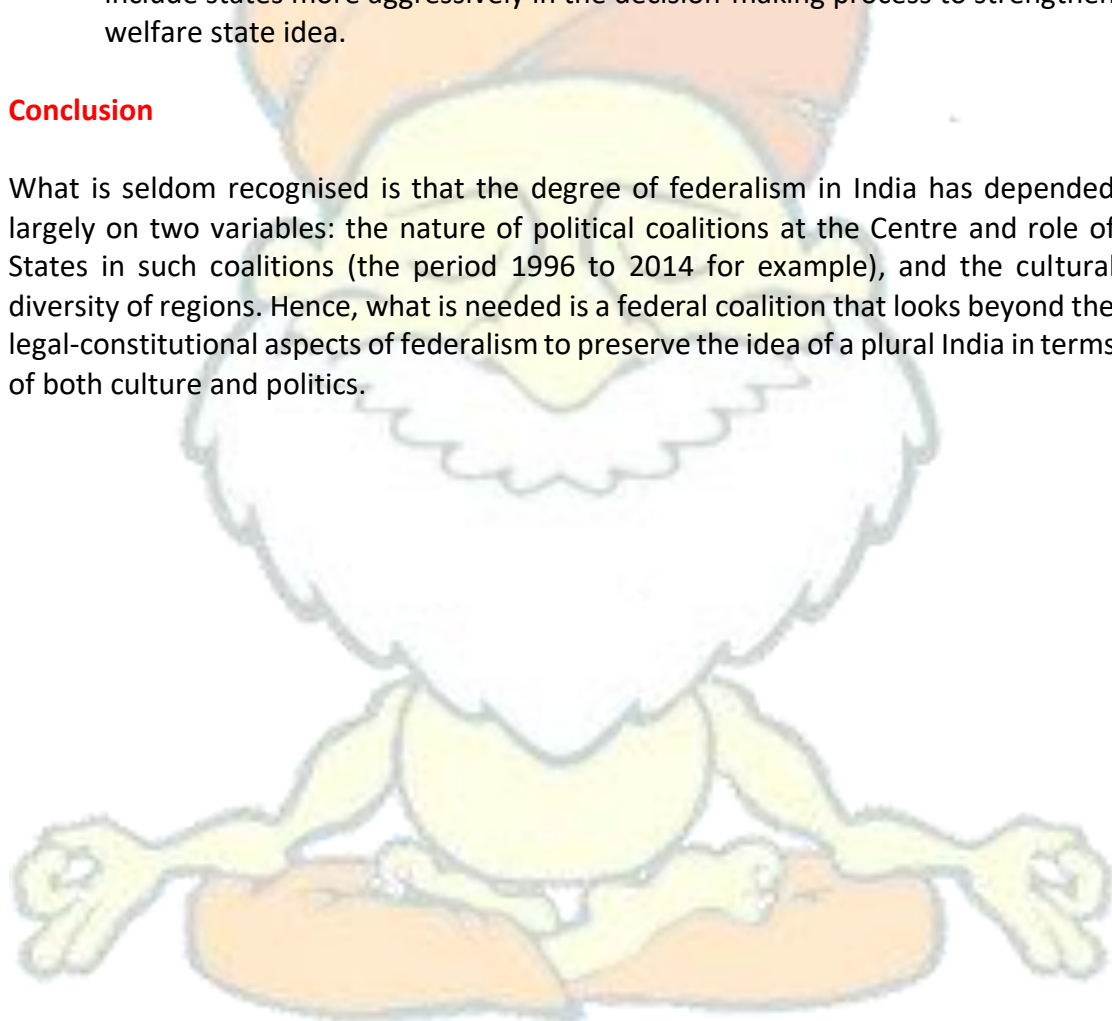 include states more aggressively in the decision-making process to strengthen
welfare state idea.
Conclusion
What is seldom recognised is that the degree of federalism in India has depended
largely on two variables: the nature of political coalitions at the Centre and role of
States in such coalitions (the period 1996 to 2014 for example), and the cultural
diversity of regions. Hence, what is needed is a federal coalition that looks beyond the
legal-constitutional aspects of federalism to preserve the idea of a plural India in terms
of both culture and politics.